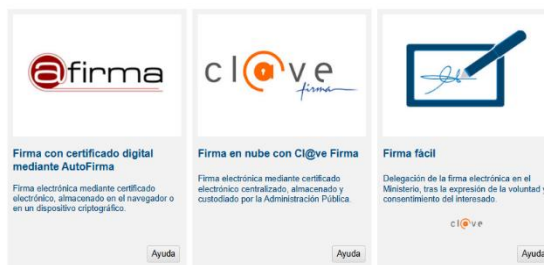 @firma
cl@ve
firma
Firma con certificado digital
mediante AutoFirma
Firma electrónica mediante certificado
electrónico, almacenado en el navegador o
en un dispositivo criptográfico.
Ayuda
Firma en nube con Cl@ve Firma
Firma electrónica mediante certificado
electrónico centralizado, almacenado y
custodiado por la Administración Pública.
Ayuda
Firma fácil
Delegación de la firma electrónica en el
Ministerio, tras la expresión de la voluntad y
consentimiento del interesado.
cl@ve
Ayuda